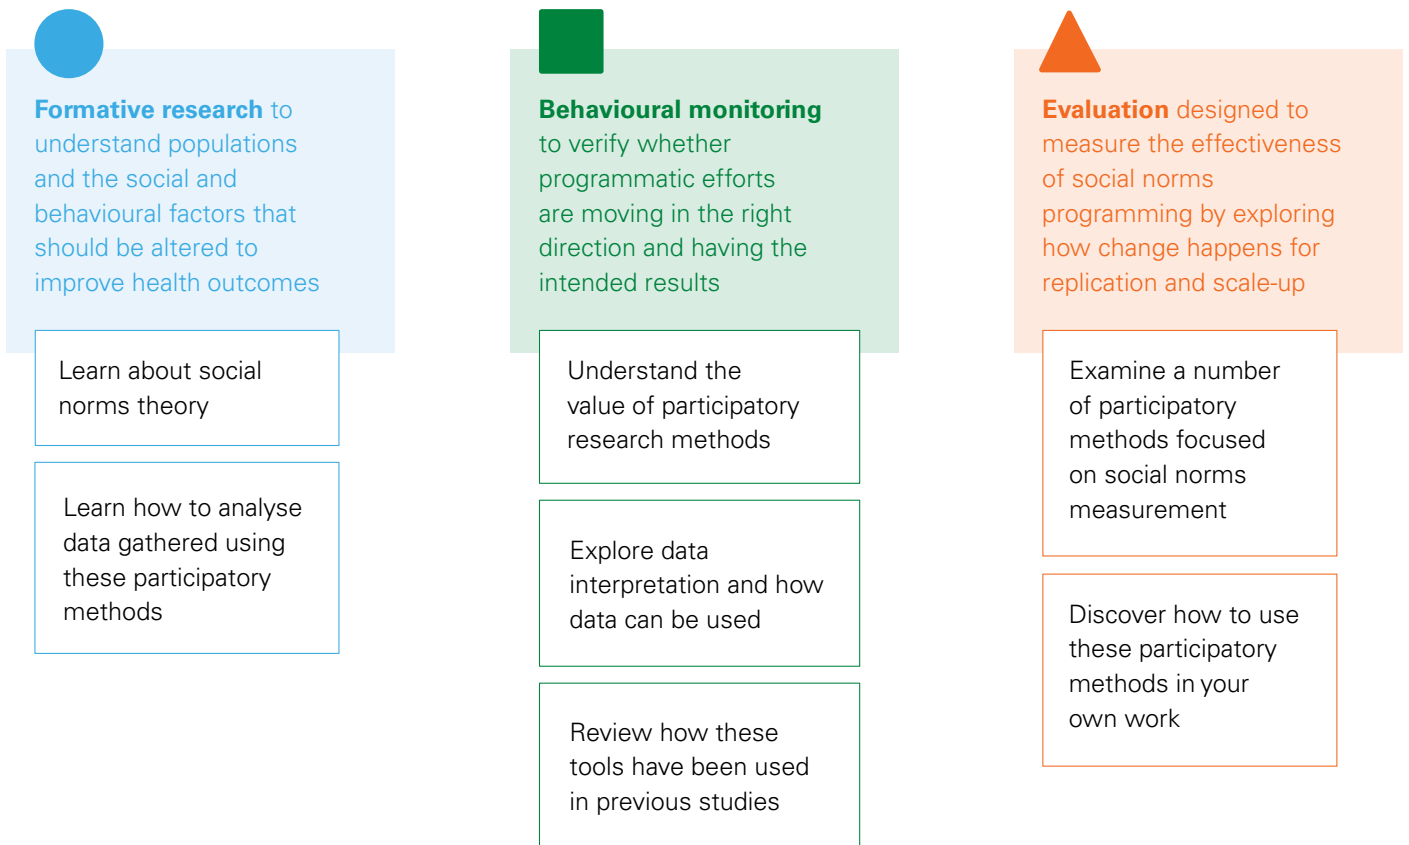 Formative research to
understand populations
and the social and
behavioural factors that
should be altered to
improve health outcomes
Learn about social
norms theory
Learn how to analyse
data gathered using
these participatory
methods
Behavioural monitoring
to verify whether
programmatic efforts
are moving in the right
direction and having the
intended results
Understand the
value of participatory
research methods
Explore data
interpretation and how
data can be used
Review how these
tools have been used
in previous studies
Evaluation designed to
measure the effectiveness
of social norms
programming by exploring
how change happens for
replication and scale-up
Examine a number
of participatory
methods focused
on social norms
measurement
Discover how to use
these participatory
methods in your
own work